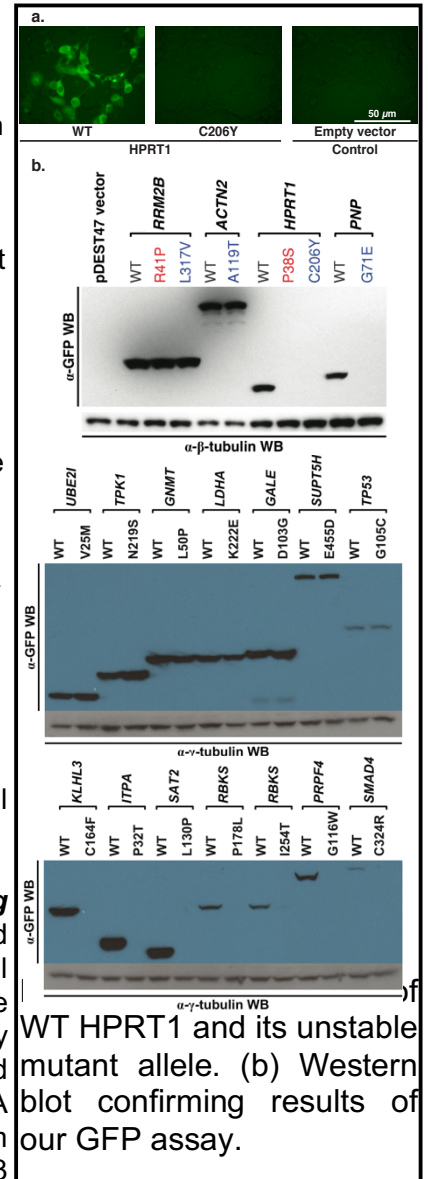 a.
50 µm
WT C206Y Empty vector
HPRT1 Control
b.
pDEST47 vector RRM2B ACTN2 HPRT1 PNP
WT R41P L317V WT A119T WT P38S C206Y WT G71E
α-GFP WB
α-β-tubulin WB
UBE2I TPK1 GNMT LDHA GALE SUPT5H TP53
WT V25M WT N219S WT L50P WT K222E WT D103G WT E455D WT G105C
α-GFP WB
α-γ-tubulin WB
KLHL3 ITPA SAT2 RBKS RBKS PRPF4 SMAD4
WT C164F WT P32T WT L130P WT P178L WT I254T WT G116W WT C324R
α-GFP WB
α-γ-tubulin WB
WT HPRT1 and its unstable
mutant allele. (b) Western
blot confirming results of
our GFP assay.